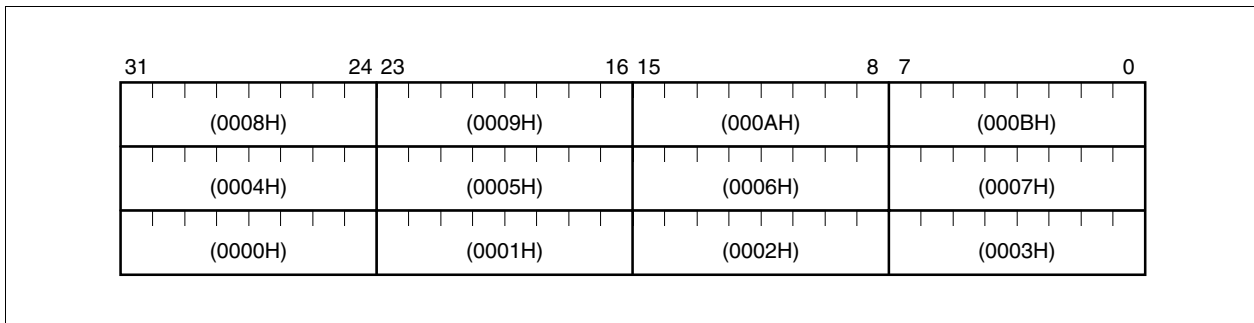 31 24 23 16 15 8 7 0
(0008H) (0009H) (000AH) (000BH)
(0004H) (0005H) (0006H) (0007H)
(0000H) (0001H) (0002H) (0003H)